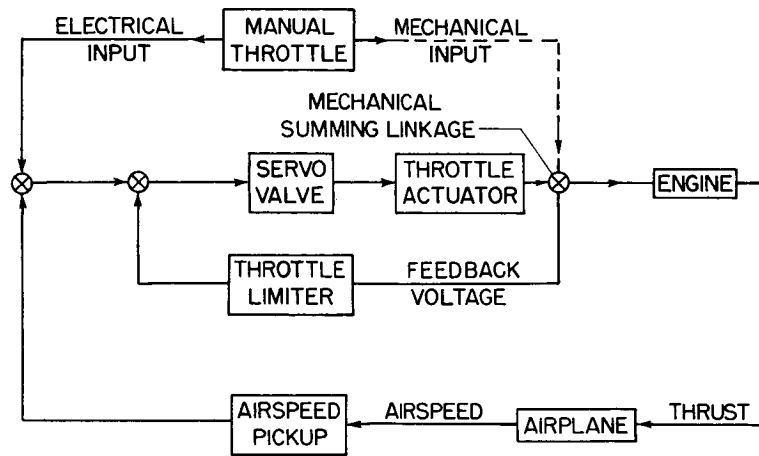 ELECTRICAL
INPUT
MANUAL
THROTTLE
MECHANICAL
INPUT
MECHANICAL
SUMMING LINKAGE
SERVO
VALVE
THROTTLE
ACTUATOR
ENGINE
THROTTLE
LIMITER
FEEDBACK
VOLTAGE
AIRSPEED
PICKUP
AIRSPEED
AIRPLANE
THRUST